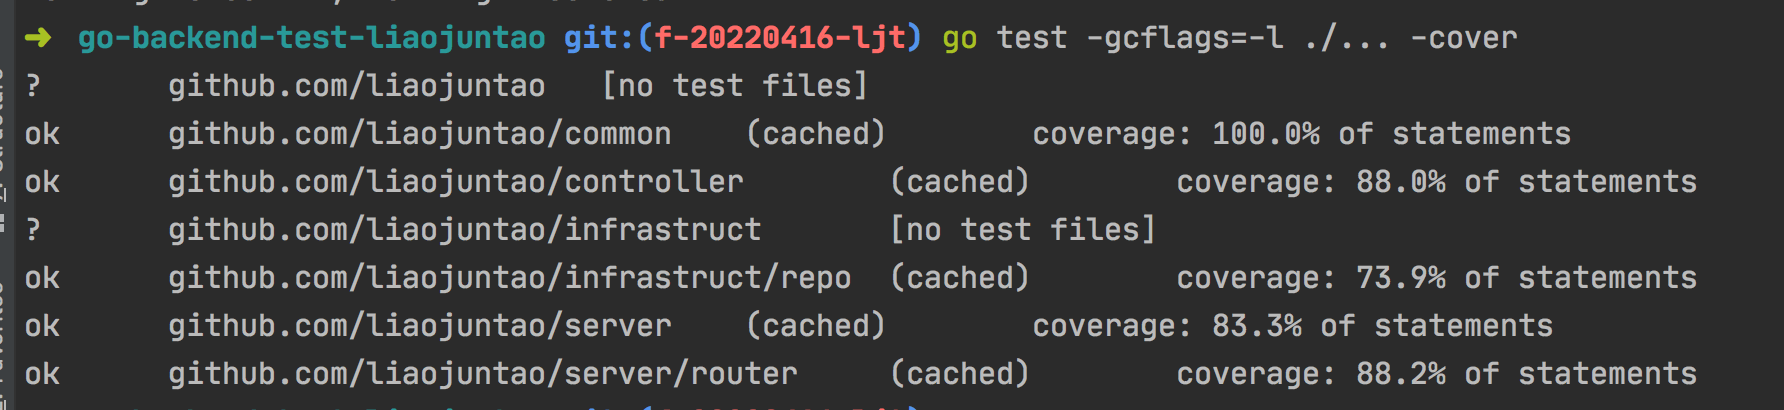 ➜ go-backend-test-liaojuntao git:(f-20220416-ljt) go test -gcflags=-l ./... -cover
? github.com/liaojuntao [no test files]
ok github.com/liaojuntao/common (cached) coverage: 100.0% of statements
ok github.com/liaojuntao/controller (cached) coverage: 88.0% of statements
? github.com/liaojuntao/infrastruct [no test files]
ok github.com/liaojuntao/infrastruct/repo (cached) coverage: 73.9% of statements
ok github.com/liaojuntao/server (cached) coverage: 83.3% of statements
ok github.com/liaojuntao/server/router (cached) coverage: 88.2% of statements